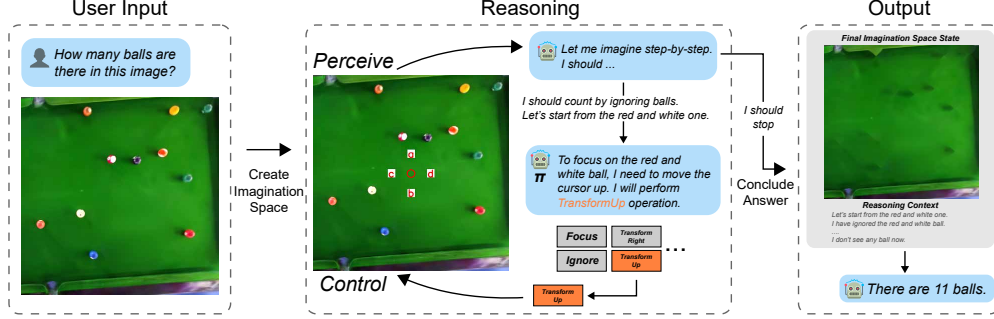 User Input
Reasoning
Output
How many balls are
there in this image?
Create
Imagination
Space
Perceive
g
c
d
b
Control
Let me imagine step-by-step.
I should ...
I should count by ignoring balls.
Let's start from the red and white one.
π
To focus on the red and
white ball, I need to move the
cursor up. I will perform
TransformUp operation.
Focus
Transform
Right
Ignore
Transform
Up
...
Transform
Up
I should
stop
Conclude
Answer
Final Imagination Space State
Reasoning Context
Let's start from the red and white one.
I have ignored the red and white ball.
....
I don't see any ball now.
There are 11 balls.